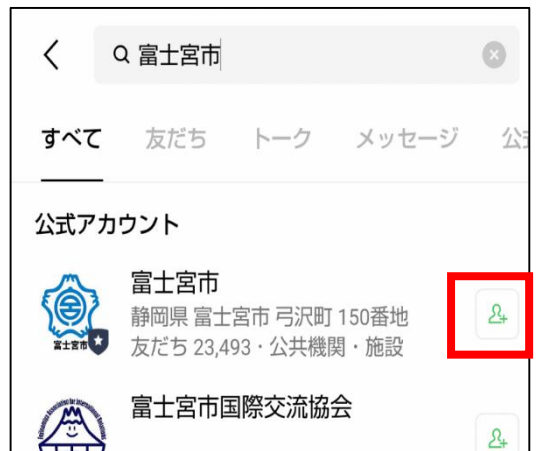 富士宮市
すべて 友だち トーク メッセージ 公
公式アカウント
富士宮市
静岡県 富士宮市 弓沢町 150番地
友だち 23,493・公共機関・施設
富士宮市
富士宮市国際交流協会